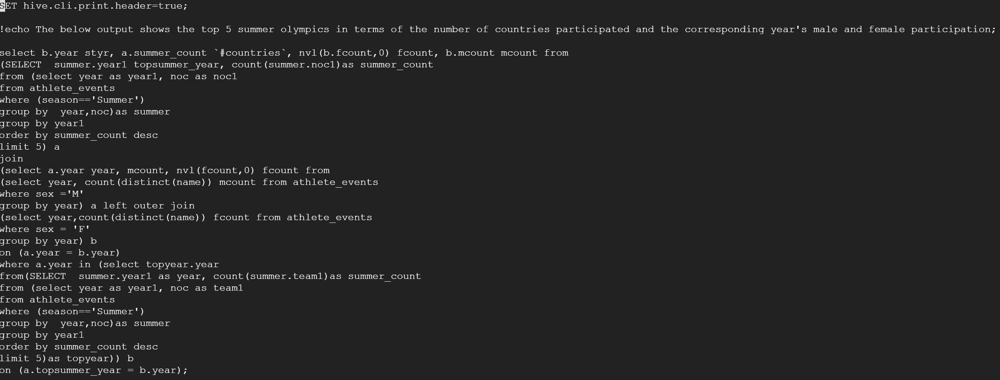 SET hive.cli.print.header=true;
!echo The below output shows the top 5 summer olympics in terms of the number of countries participated and the corresponding year's male and female participation;
select b.year styr, a.summer_count `#countries`, nvl(b.fcount,0) fcount, b.mcount mcount from
(SELECT  summer.year1 topsummer_year, count(summer.noc1)as summer_count
from (select year as year1, noc as noc1
from athlete_events
where (season=='Summer')
group by  year,noc)as summer
group by year1
order by summer_count desc
limit 5) a
join
(select a.year year, mcount, nvl(fcount,0) fcount from
(select year, count(distinct(name)) mcount from athlete_events
where sex ='M'
group by year) a left outer join
(select year,count(distinct(name)) fcount from athlete_events
where sex = 'F'
group by year) b
on (a.year = b.year)
where a.year in (select topyear.year
from(SELECT  summer.year1 as year, count(summer.team1)as summer_count
from (select year as year1, noc as team1
from athlete_events
where (season=='Summer')
group by  year,noc)as summer
group by year1
order by summer_count desc
limit 5)as topyear)) b
on (a.topsummer_year = b.year);